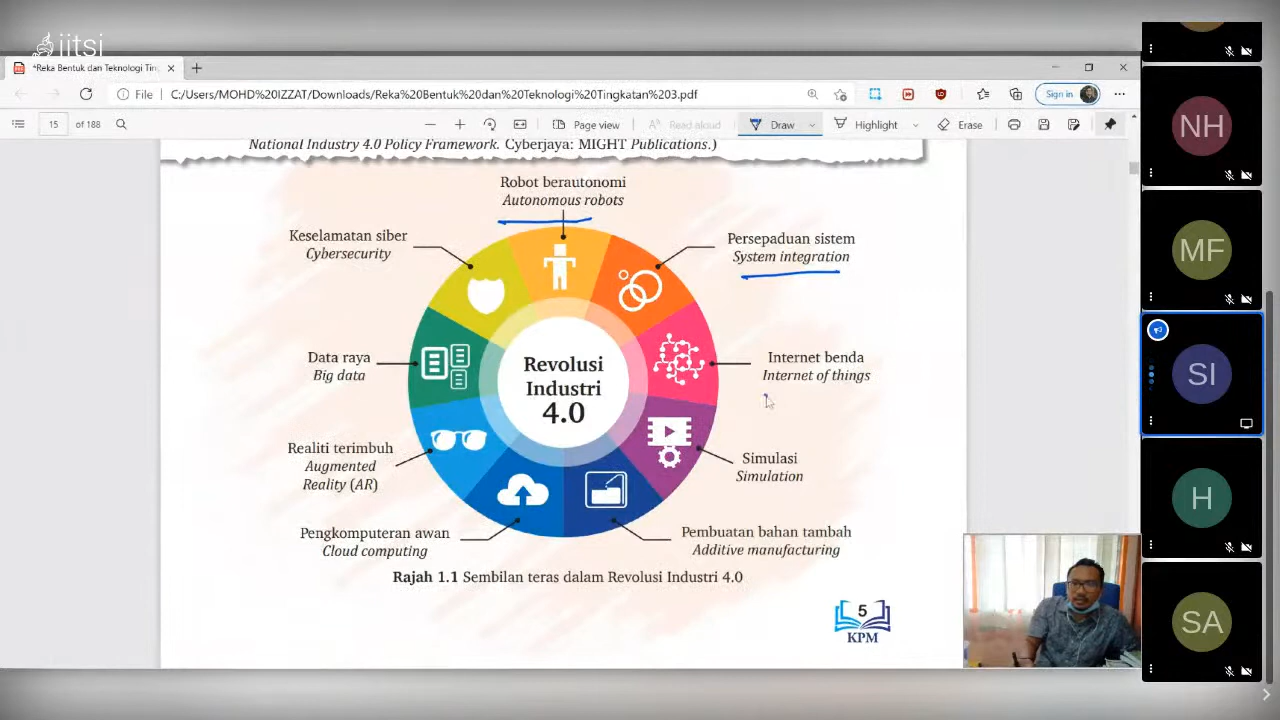 jitsi
*Reka Bentuk dan Teknologi Tin
File
C:/Users/MOHD%20IZZAT/Downloads/Reka%20Bentuk%20dan%20Teknologi%20Tingkatan%203.pdf
Sign in
15 of 188
Page view
Read aloud
Draw
Highlight
Erase
National Industry 4.0 Policy Framework. Cyberjaya: MIGHT Publications.)
Robot berautonomi
Autonomous robots
Keselamatan siber
Cybersecurity
Persepaduan sistem
System integration
Data raya
Big data
Revolusi
Industri
4.0
Internet benda
Internet of things
Realiti terimbuh
Augmented
Reality (AR)
Simulasi
Simulation
Pengkomputeran awan
Cloud computing
Pembuatan bahan tambah
Additive manufacturing
Rajah 1.1 Sembilan teras dalam Revolusi Industri 4.0
5
KPM
NH
MF
SI
H
SA